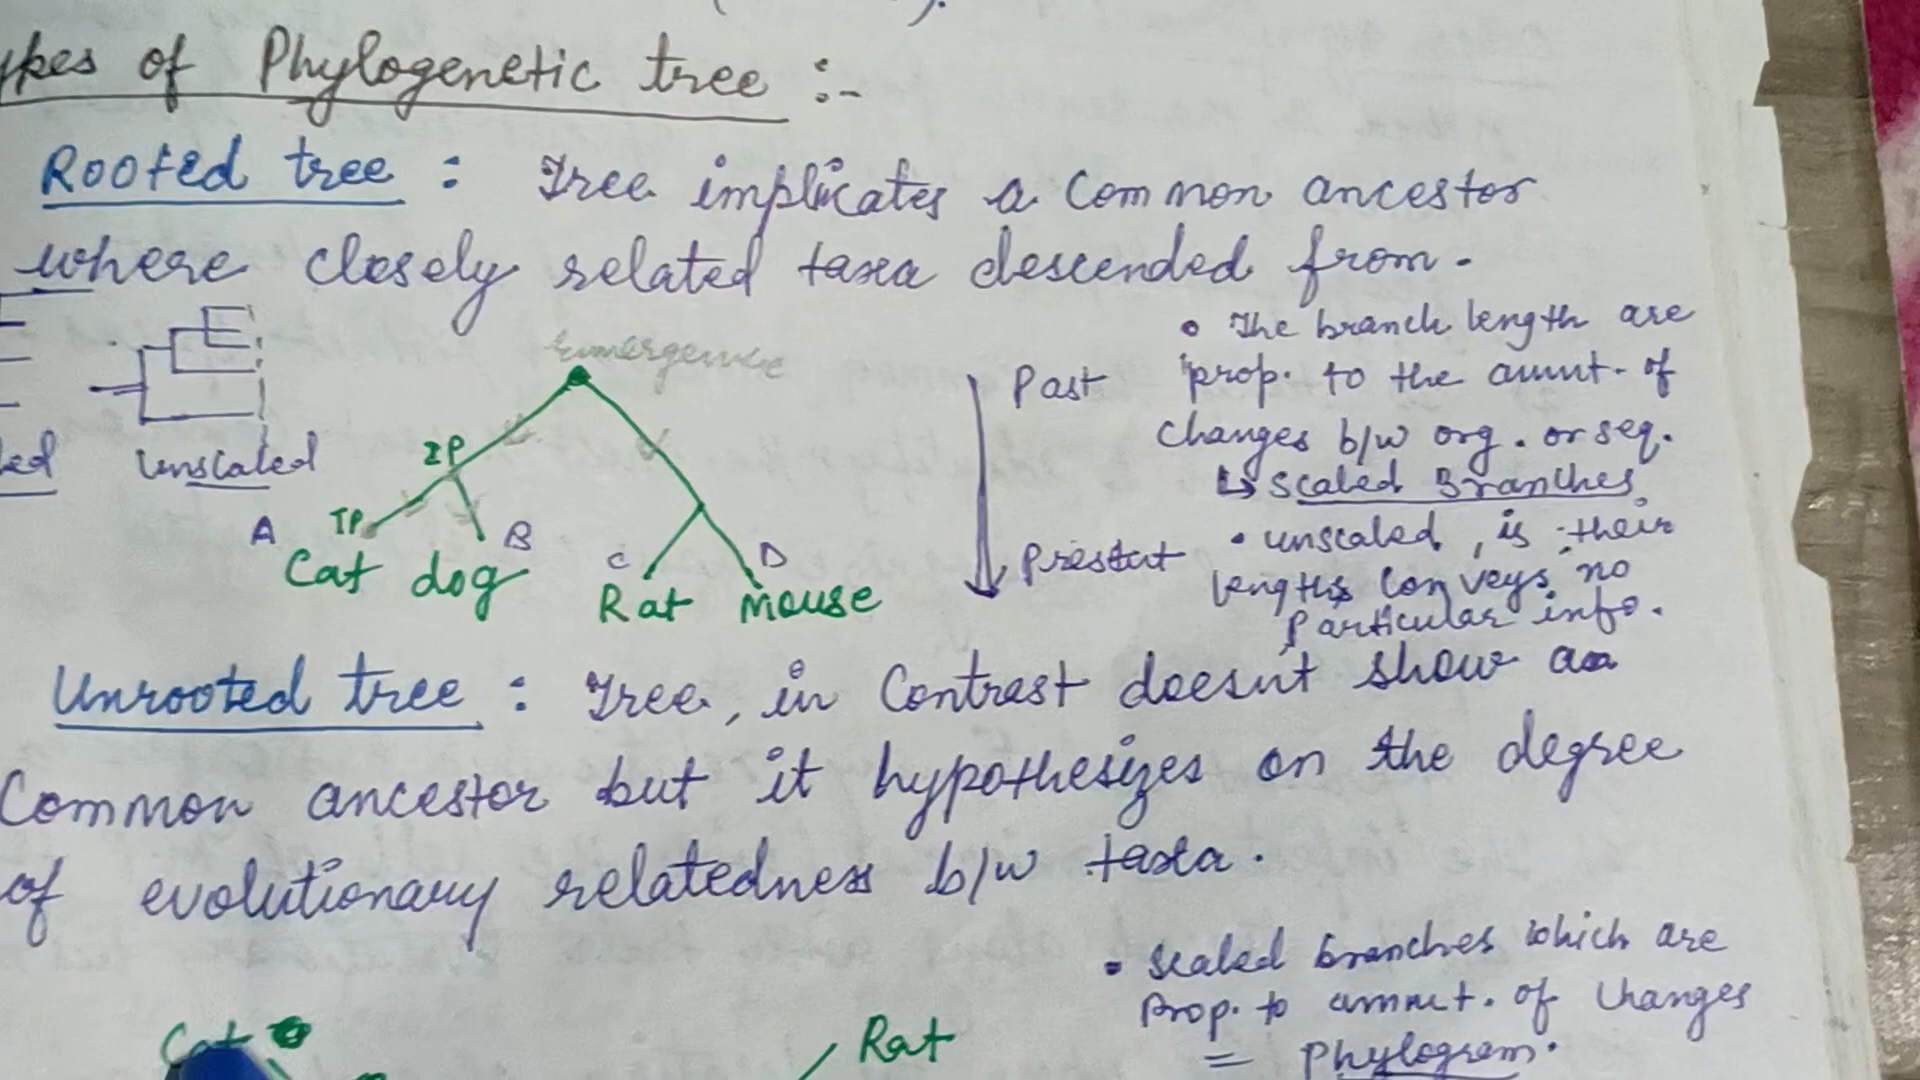 ypes of Phylogenetic tree :-
Rooted tree : Tree implicates a Common ancestor
where closely related taxa descended from.
Emergence
IP
TP
A
B
Cat dog
C
D
Rat Mouse
ed
unscaled
Past
Present
• The branch length are
prop. to the amnt. of
changes b/w org. or seq.
↳ scaled Branches
• unscaled, is their
lengths conveys no
Particular info.
Unrooted tree : Tree, in Contrast doesn't show a
Common ancestor but it hypothesizes on the degree
of evolutionary relatedness b/w taxa.
• scaled branches which are
Prop. to amnt. of changes
= Phylogram.
Cat
Rat